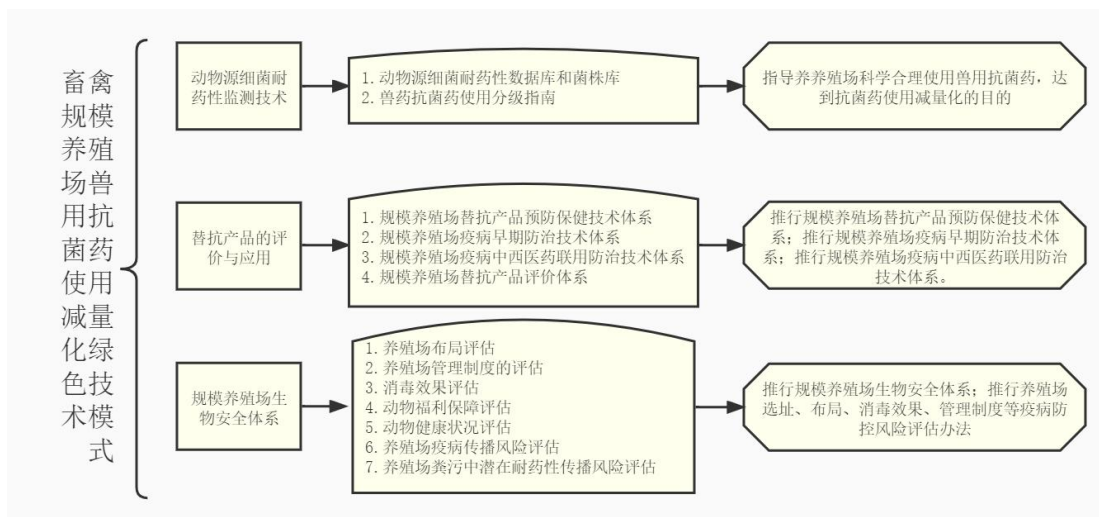 畜禽
规模
养殖
场兽
用抗
菌药
使用
减量
化绿
色技
术模
式
动物源细菌耐
药性监测技术
1. 动物源细菌耐药性数据库和菌株库
2. 兽药抗菌药使用分级指南
指导养养殖场科学合理使用兽用抗菌药，达
到抗菌药使用减量化的目的
替抗产品的评
价与应用
1. 规模养殖场替抗产品预防保健技术体系
2. 规模养殖场疫病早期防治技术体系
3. 规模养殖场疫病中西医药联用防治技术体系
4. 规模养殖场替抗产品评价体系
推行规模养殖场替抗产品预防保健技术体
系；推行规模养殖场疫病早期防治技术体
系；推行规模养殖场疫病中西医药联用防治
技术体系。
规模养殖场生
物安全体系
1. 养殖场布局评估
2. 养殖场管理制度的评估
3. 消毒效果评估
4. 动物福利保障评估
5. 动物健康状况评估
6. 养殖场疫病传播风险评估
7. 养殖场粪污中潜在耐药性传播风险评估
推行规模养殖场生物安全体系；推行养殖场
选址、布局、消毒效果、管理制度等疫病防
控风险评估办法